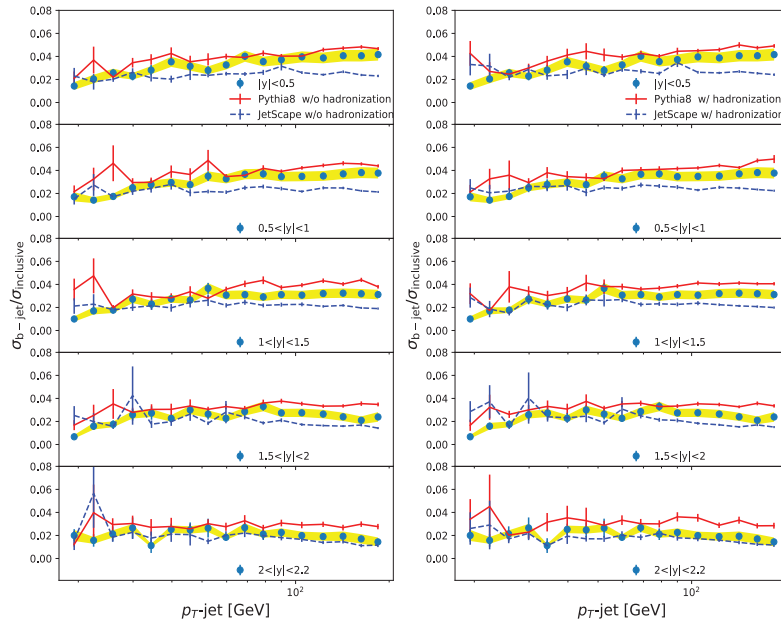 0.08
0.06
0.04
0.02
0.00
|y|<0.5
Pythia8 w/o hadronization
JetScape w/o hadronization
0.08
0.06
0.04
0.02
0.00
|y|<0.5
Pythia8 w/ hadronization
JetScape w/ hadronization
0.08
0.06
0.04
0.02
0.00
0.5<|y|<1
0.08
0.06
0.04
0.02
0.00
0.5<|y|<1
σb−jet/σinclusive
0.08
0.06
0.04
0.02
0.00
1<|y|<1.5
σb−jet/σinclusive
0.08
0.06
0.04
0.02
0.00
1<|y|<1.5
0.08
0.06
0.04
0.02
0.00
1.5<|y|<2
0.08
0.06
0.04
0.02
0.00
1.5<|y|<2
0.08
0.06
0.04
0.02
0.00
2<|y|<2.2
0.08
0.06
0.04
0.02
0.00
2<|y|<2.2
10²
10²
pT-jet [GeV]
pT-jet [GeV]